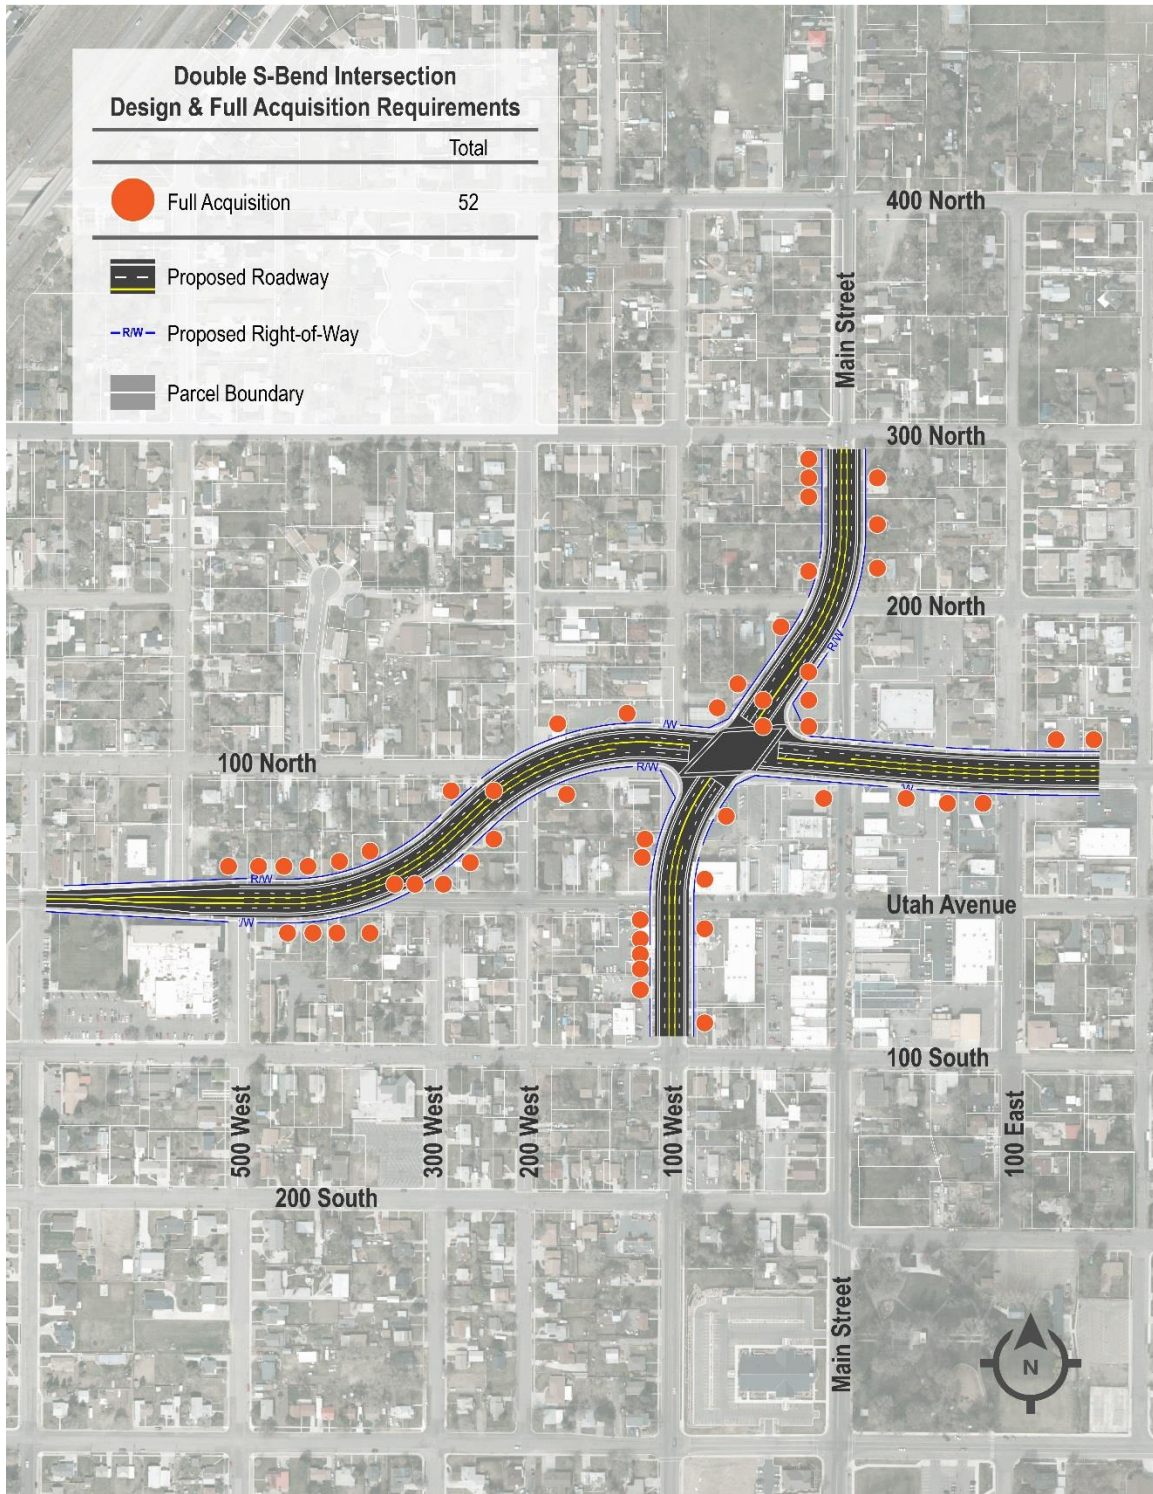 Double S-Bend Intersection
Design & Full Acquisition Requirements
Total
Full Acquisition 52
Proposed Roadway
R/W Proposed Right-of-Way
Parcel Boundary
400 North
Main Street
300 North
200 North
R/W
/W
100 North
R/W
W
R/W
/W
Utah Avenue
100 South
500 West
300 West
200 West
100 West
100 East
200 South
Main Street
N